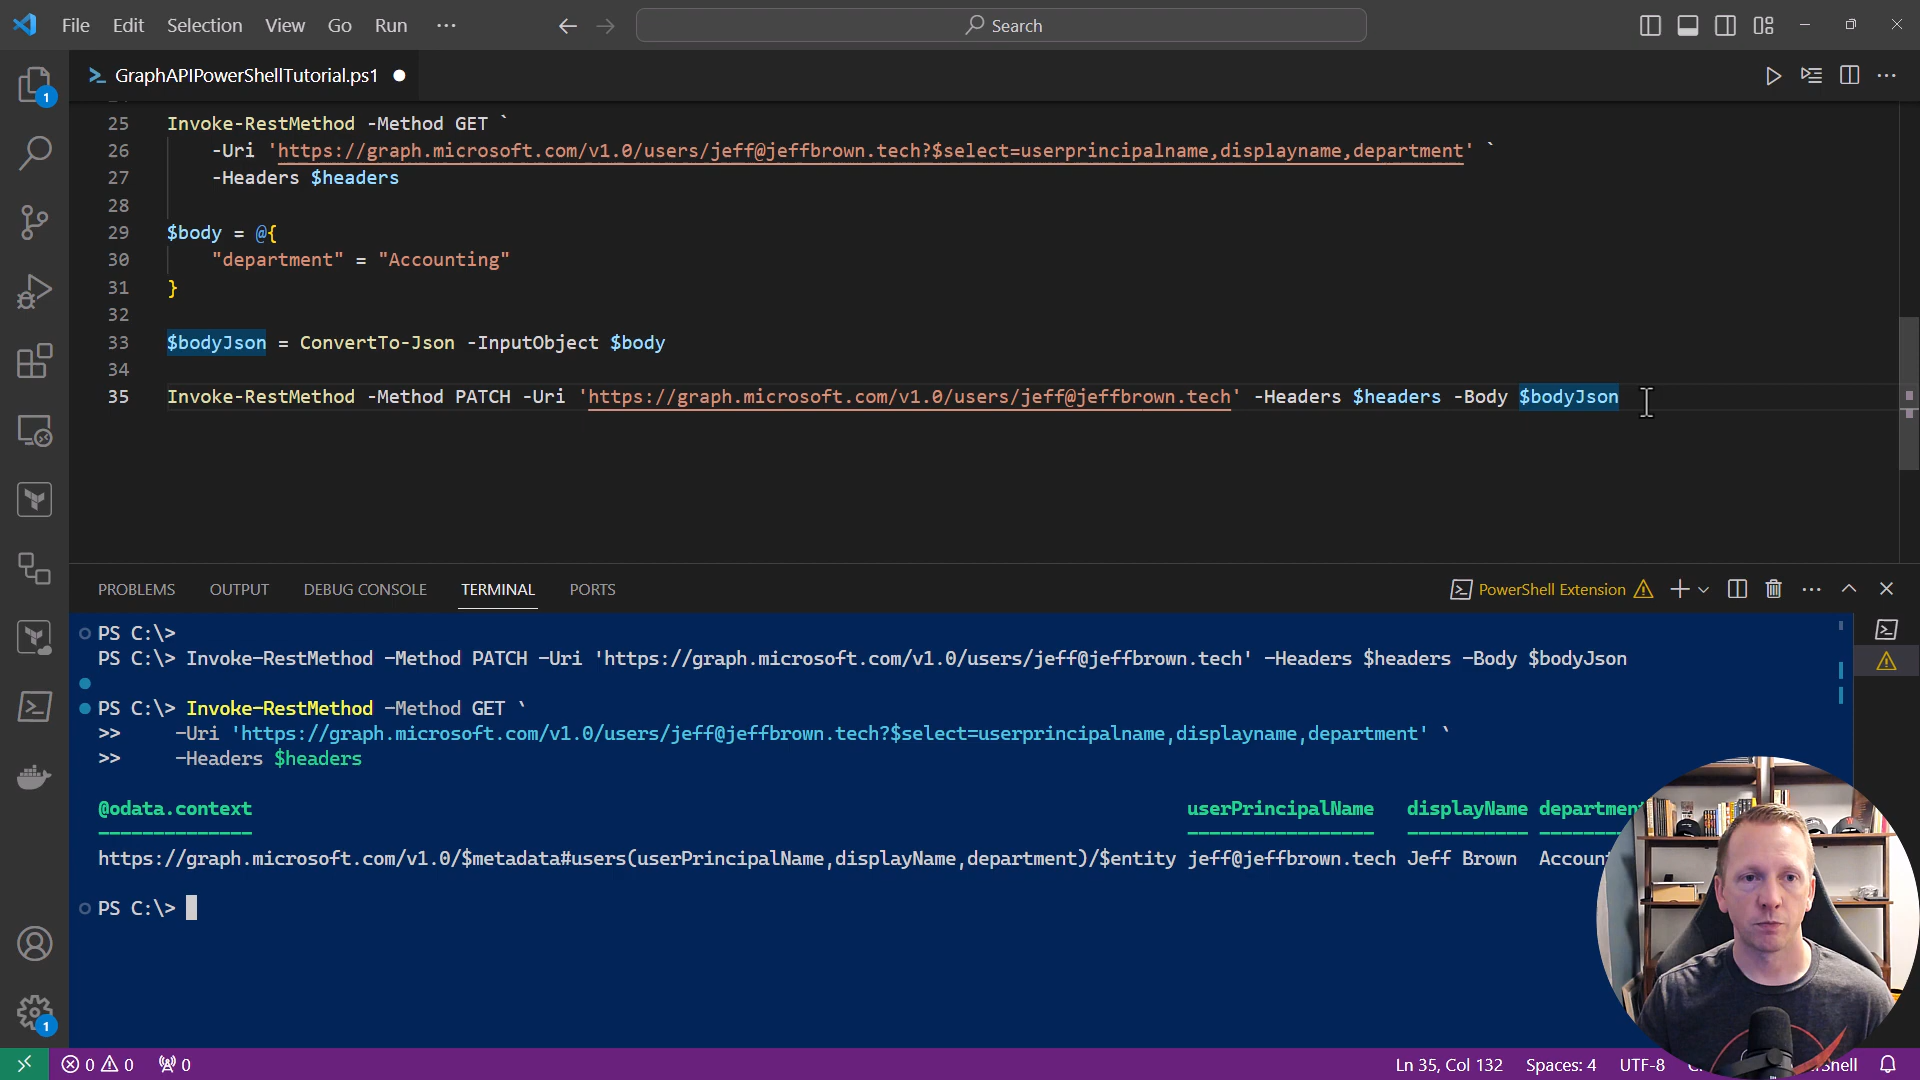 File Edit Selection View Go Run ··· Search
GraphAPIPowerShellTutorial.ps1
25 Invoke-RestMethod -Method GET `
26 -Uri 'https://graph.microsoft.com/v1.0/users/jeff@jeffbrown.tech?$select=userprincipalname,displayname,department' `
27 -Headers $headers
28
29 $body = @{
30 "department" = "Accounting"
31 }
32
33 $bodyJson = ConvertTo-Json -InputObject $body
34
35 Invoke-RestMethod -Method PATCH -Uri 'https://graph.microsoft.com/v1.0/users/jeff@jeffbrown.tech' -Headers $headers -Body $bodyJson
PROBLEMS OUTPUT DEBUG CONSOLE TERMINAL PORTS PowerShell Extension
PS C:\>
PS C:\> Invoke-RestMethod -Method PATCH -Uri 'https://graph.microsoft.com/v1.0/users/jeff@jeffbrown.tech' -Headers $headers -Body $bodyJson
PS C:\> Invoke-RestMethod -Method GET `
>> -Uri 'https://graph.microsoft.com/v1.0/users/jeff@jeffbrown.tech?$select=userprincipalname,displayname,department' `
>> -Headers $headers
@odata.context userPrincipalName displayName department
-------------- ----------------- ----------- ----------
https://graph.microsoft.com/v1.0/$metadata#users(userPrincipalName,displayName,department)/$entity jeff@jeffbrown.tech Jeff Brown Accoun
PS C:\>
1
1
0 0 0 Ln 35, Col 132 Spaces: 4 UTF-8